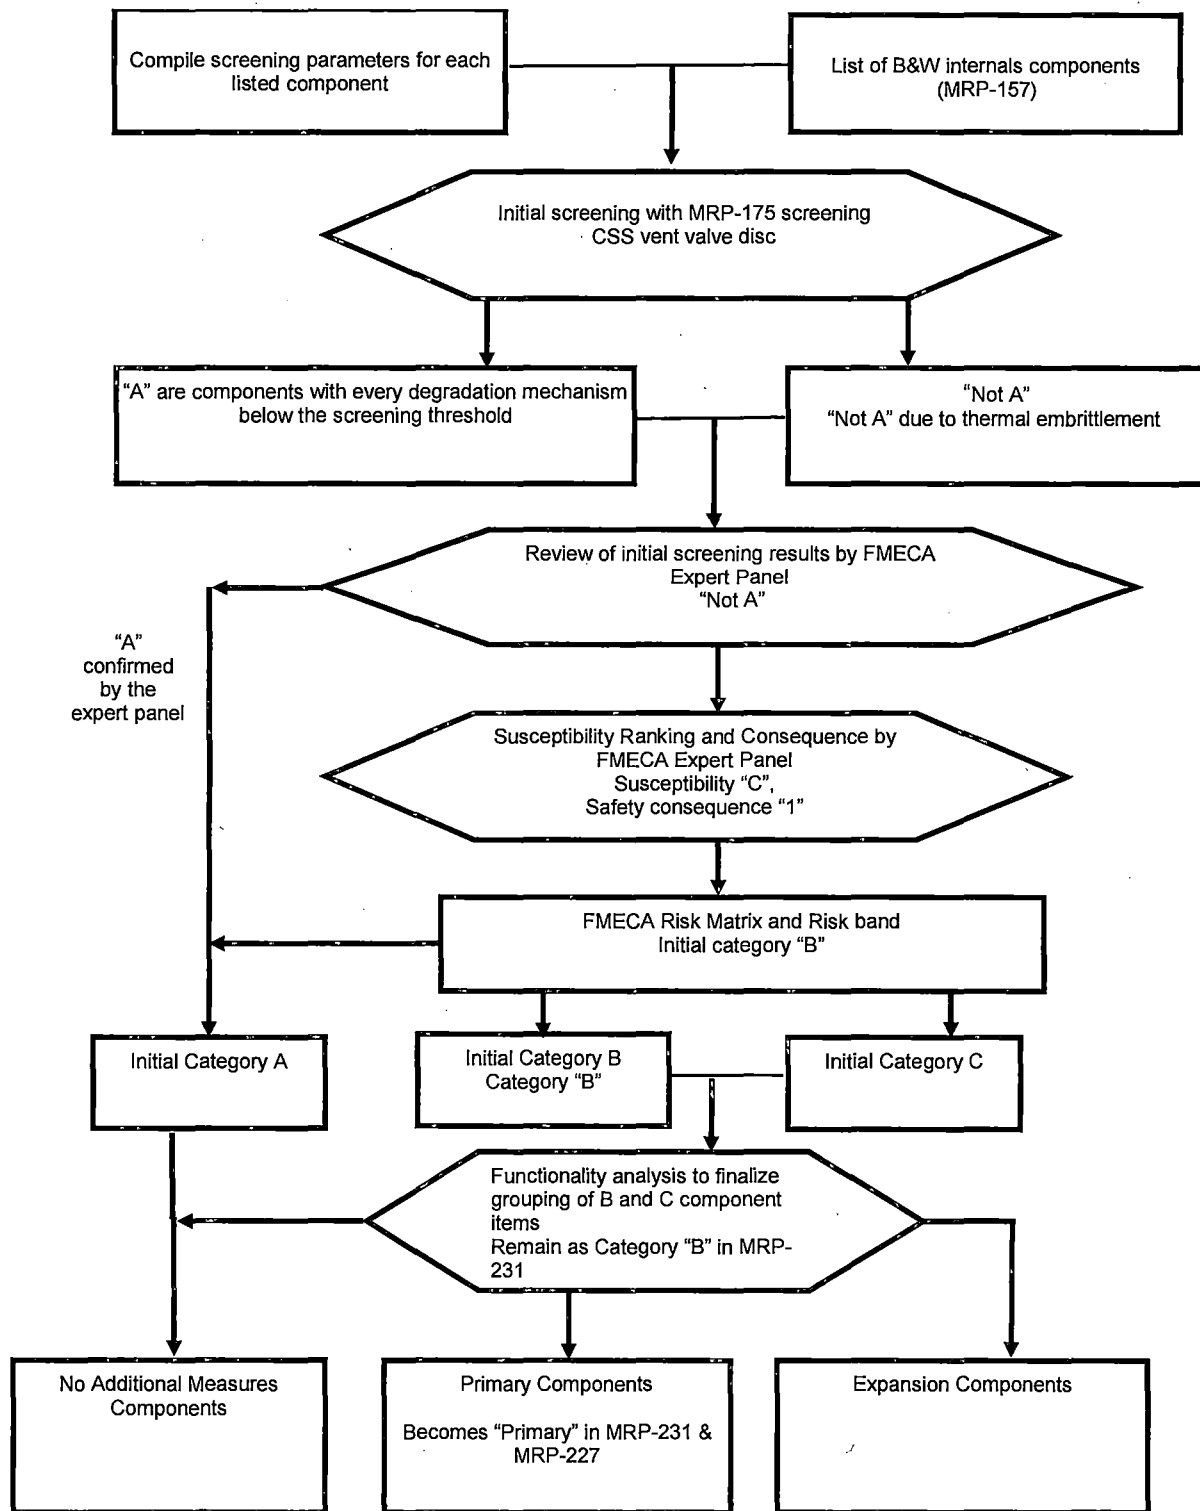 Compile screening parameters for each
listed component
List of B&W internals components
(MRP-157)
Initial screening with MRP-175 screening
CSS vent valve disc
"A" are components with every degradation mechanism
below the screening threshold
"Not A"
"Not A" due to thermal embrittlement
Review of initial screening results by FMECA
Expert Panel
"Not A"
"A"
confirmed
by the
expert panel
Susceptibility Ranking and Consequence by
FMECA Expert Panel
Susceptibility "C",
Safety consequence "1"
FMECA Risk Matrix and Risk band
Initial category "B"
Initial Category A
Initial Category B
Category "B"
Initial Category C
Functionality analysis to finalize
grouping of B and C component
items
Remain as Category "B" in MRP-
231
No Additional Measures
Components
Primary Components
Becomes "Primary" in MRP-231 &
MRP-227
Expansion Components